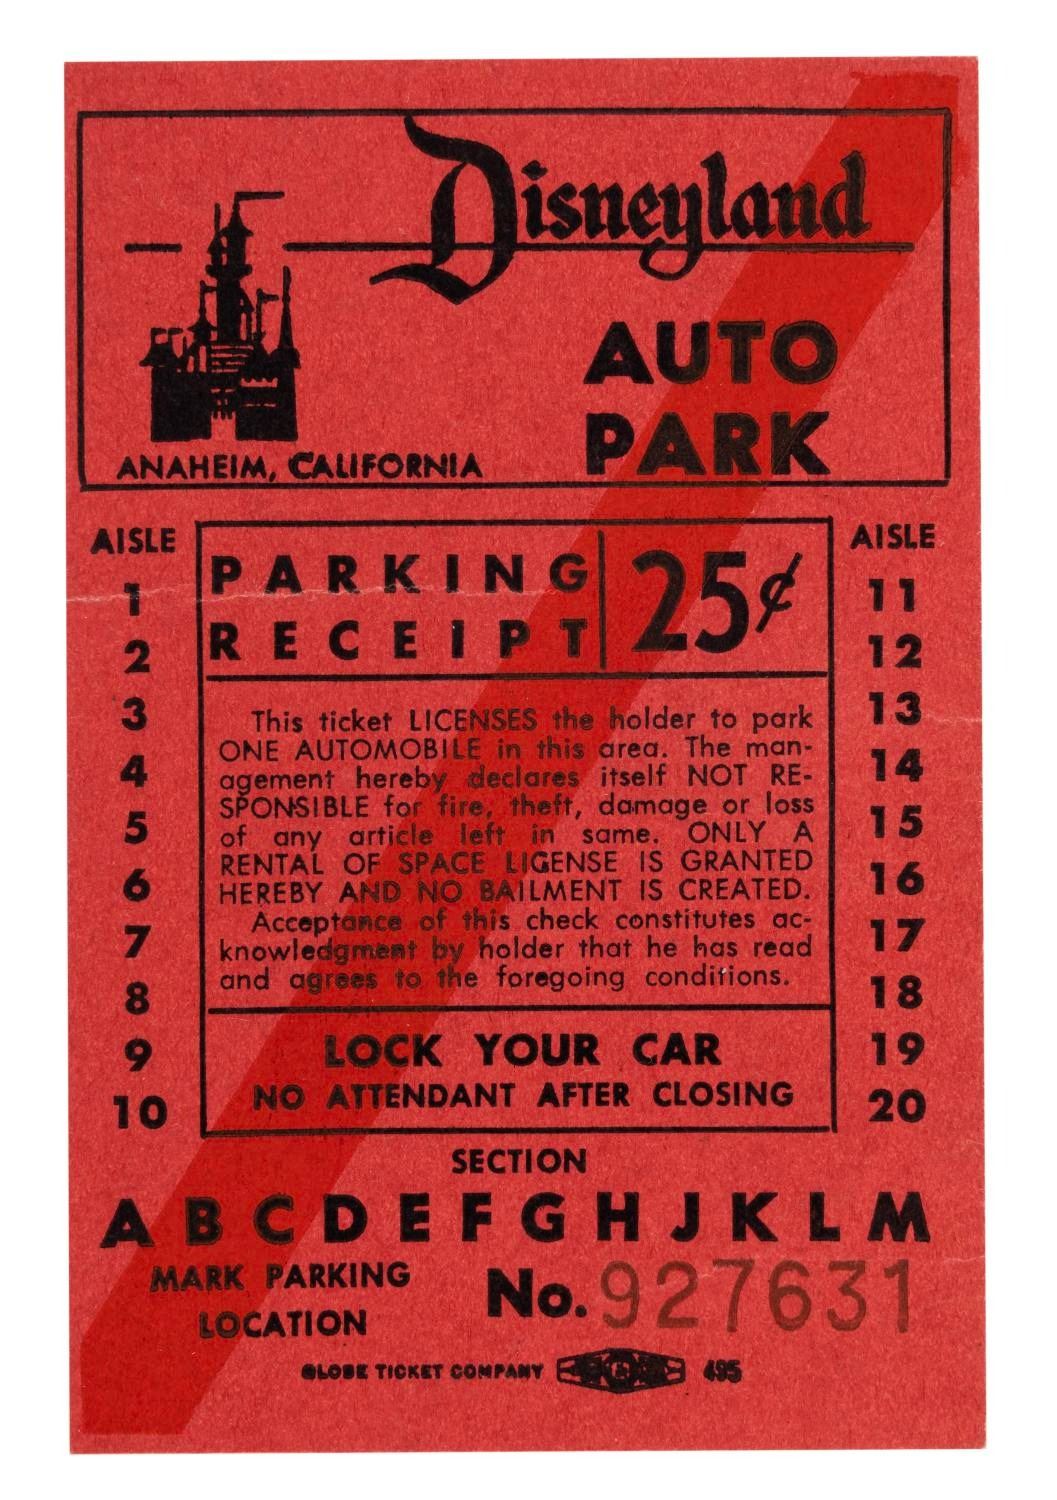 Disneyland
AUTO
PARK
ANAHEIM, CALIFORNIA
AISLE
1
2
3
4
5
6
7
8
9
10
PARKING
RECEIPT
25¢
This ticket LICENSES the holder to park
ONE AUTOMOBILE in this area. The man-
agement hereby declares itself NOT RE-
SPONSIBLE for fire, theft, damage or loss
of any article left in same. ONLY A
RENTAL OF SPACE LIGENSE IS GRANTED
HEREBY AND NO BAILMENT IS CREATED.
Acceptance of this check constitutes ac-
knowledgment by holder that he has read
and agrees to the foregoing conditions.
LOCK YOUR CAR
NO ATTENDANT AFTER CLOSING
AISLE
11
12
13
14
15
16
17
18
19
20
SECTION
A B C D E F G H J K L M
MARK PARKING
LOCATION
No. 927631
GLOBE TICKET COMPANY 495